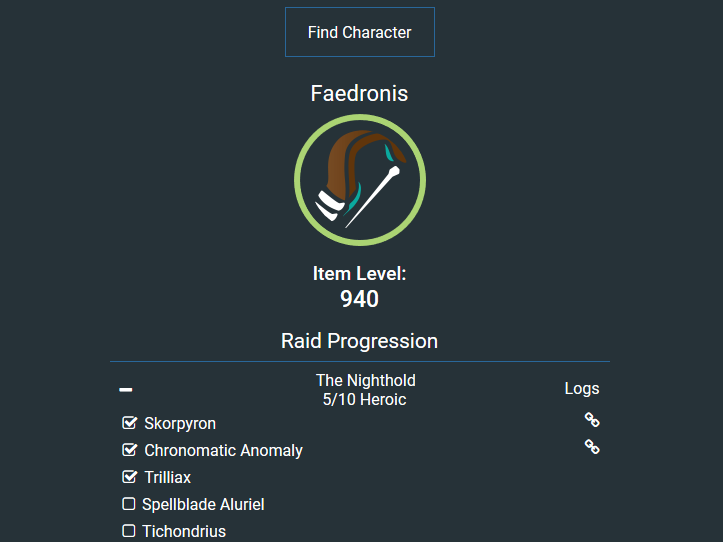 Find Character
Faedronis
Item Level:
940
Raid Progression
The Nighthold
5/10 Heroic
Logs
Skorpyron
Chronomatic Anomaly
Trilliax
Spellblade Aluriel
Tichondrius